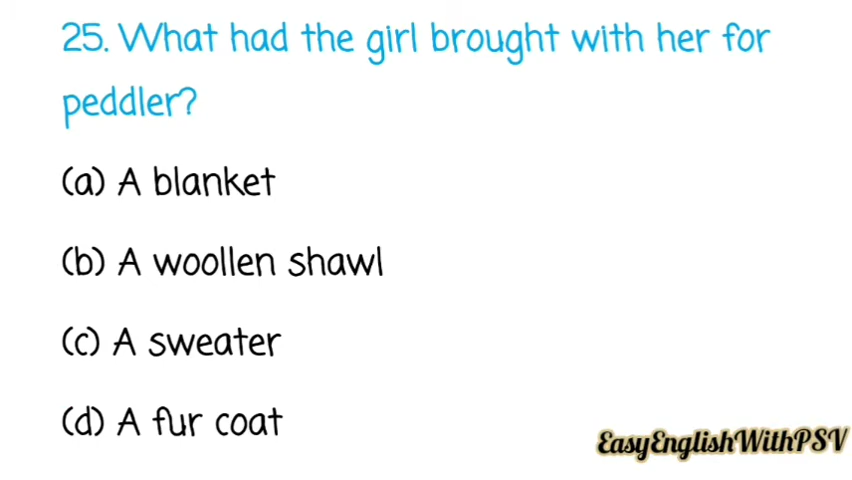 25. What had the girl brought with her for
peddler?
(a) A blanket
(b) A woollen shawl
(c) A sweater
(d) A fur coat
EasyEnglishWithPSV